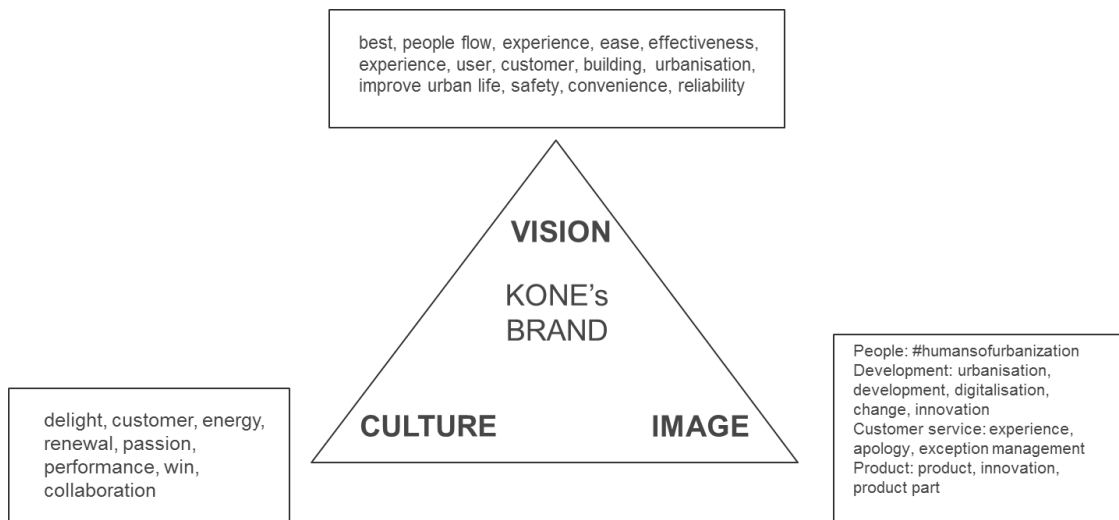 best, people flow, experience, ease, effectiveness,
experience, user, customer, building, urbanisation,
improve urban life, safety, convenience, reliability
VISION
KONE’s
BRAND
CULTURE
IMAGE
delight, customer, energy,
renewal, passion,
performance, win,
collaboration
People: #humansofurbanization
Development: urbanisation,
development, digitalisation,
change, innovation
Customer service: experience,
apology, exception management
Product: product, innovation,
product part